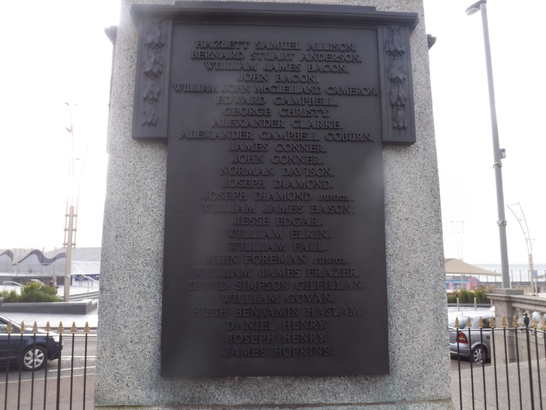 HAZLETT SAMUEL ALLISON.
BERNARD STUART ANDERSON.
WILLIAM JAMES BACON.
JOHN BACON.
WILLIAM JOHN McCLELLAND CAMERON.
EDWARD CAMPBELL.
GEORGE CHRISTY.
ALEXANDER CLARKE.
ALEXANDER CAMPBELL COBURN.
JAMES CONNER.
JOHN CONNER.
NORMAN DAVISON.
JOSEPH DIAMOND.
JOSEPH DIAMOND JUNIOR.
WILLIAM JAMES EASON.
JESSE EDGAR.
WILLIAM ELKIN.
WILLIAM FALL.
JOHN FOREMAN
WILLIAM JAMES FRAZER.
DAVID SIMPSON GILFILLAN.
WILLIAM GOVAN.
HUGH BENJAMIN HASLAM.
DANIEL HENRY.
JOSEPH HENRY.
JAMES HOPKINS.